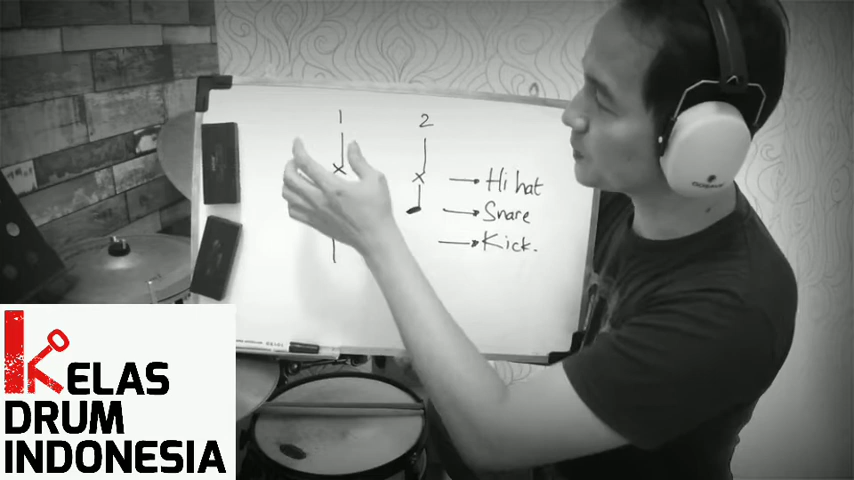 1 2
Hi hat
Snare
Kick.
KELAS
DRUM
INDONESIA